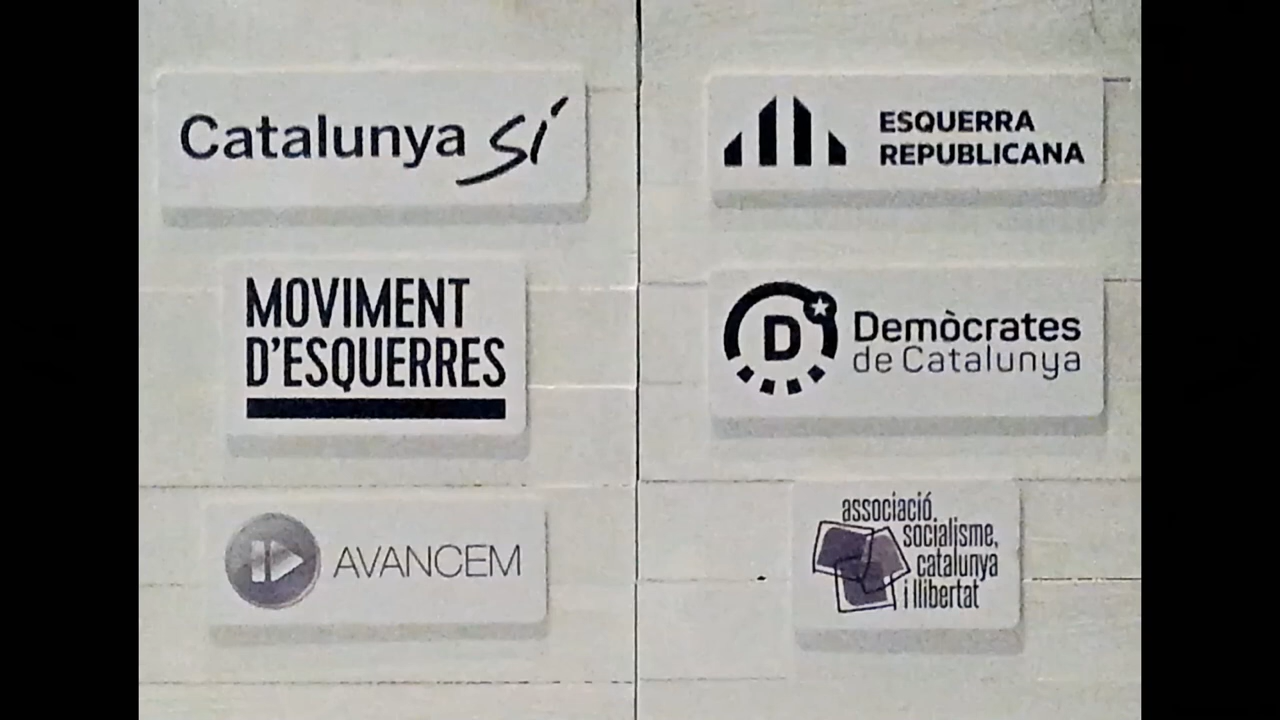 Catalunya sí
ESQUERRA
REPUBLICANA
MOVIMENT
D'ESQUERRES
D
Demòcrates
de Catalunya
AVANCEM
associació,
socialisme,
catalunya
i llibertat